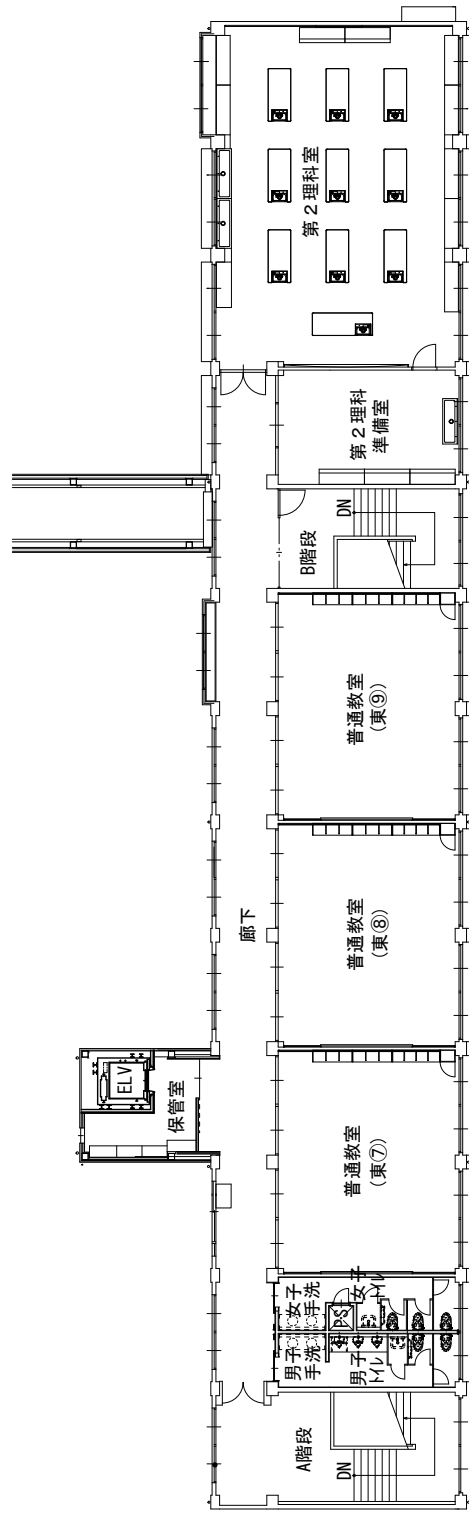 第２理科室
第２理科
準備室
B階段
DN
普通教室
(東⑨)
普通教室
(東⑧)
廊下
ELV
保管室
普通教室
(東⑦)
女子
手洗
PS
女子
トイレ
男子
手洗
男子
トイレ
A階段
DN